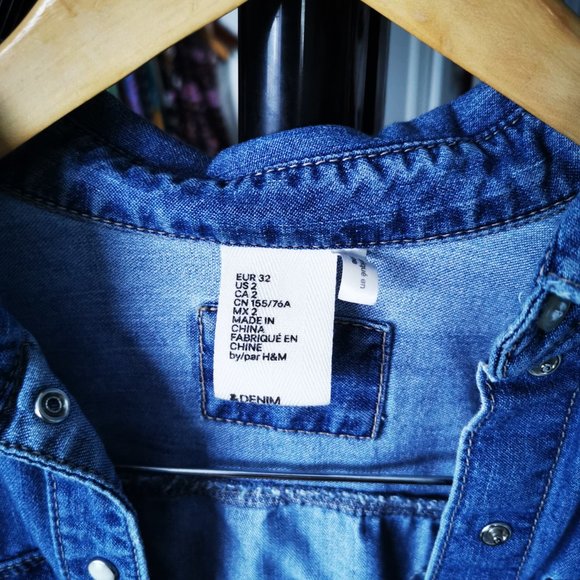 EUR 32
US 2
CA 2
CN 155/76A
MX 2
MADE IN
CHINA
FABRIQUÉ EN
CHINE
by/par H&M
&DENIM